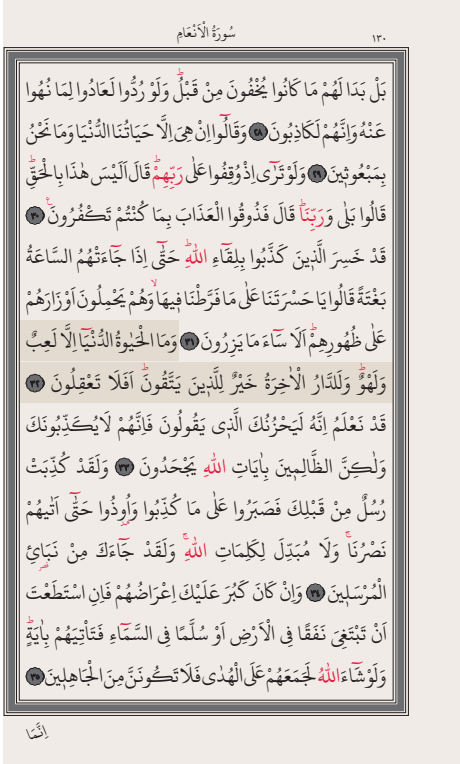 سُورَةُ الْاَنْعَامِ
١٣٠
بَلْ بَدَا لَهُمْ مَا كَانُوا يُخْفُونَ مِنْ قَبْلُۜ وَلَوْ رُدُّوا لَعَادُوا لِمَا نُهُوا
عَنْهُ وَاِنَّهُمْ لَكَاذِبُونَ ﴿٢٨﴾ وَقَالُٓوا اِنْ هِيَ اِلَّا حَيَاتُنَا الدُّنْيَا وَمَا نَحْنُ
بِمَبْعُوث۪ينَ ﴿٢٩﴾ وَلَوْ تَرٰٓى اِذْ وُقِفُوا عَلٰى رَبِّهِمْۜ قَالَ اَلَيْسَ هٰذَا بِالْحَقِّۜ
قَالُوا بَلٰى وَرَبِّنَاۜ قَالَ فَذُوقُوا الْعَذَابَ بِمَا كُنْتُمْ تَكْفُرُونَ۟ ﴿٣٠﴾
قَدْ خَسِرَ الَّذ۪ينَ كَذَّبُوا بِلِقَٓاءِ اللّٰهِۜ حَتّٰٓى اِذَا جَٓاءَتْهُمُ السَّاعَةُ
بَغْتَةً قَالُوا يَا حَسْرَتَنَا عَلٰى مَا فَرَّطْنَا ف۪يهَاۙ وَهُمْ يَحْمِلُونَ اَوْزَارَهُمْ
عَلٰى ظُهُورِهِمْۜ اَلَا سَٓاءَ مَا يَزِرُونَ ﴿٣١﴾ وَمَا الْحَيٰوةُ الدُّنْيَٓا اِلَّا لَعِبٌ
وَلَهْوٌۜ وَلَلدَّارُ الْاٰخِرَةُ خَيْرٌ لِلَّذ۪ينَ يَتَّقُونَۜ اَفَلَا تَعْقِلُونَ ﴿٣٢﴾
قَدْ نَعْلَمُ اِنَّهُ لَيَحْزُنُكَ الَّذ۪ي يَقُولُونَ فَاِنَّهُمْ لَا يُكَذِّبُونَكَ
وَلٰكِنَّ الظَّالِم۪ينَ بِاٰيَاتِ اللّٰهِ يَجْحَدُونَ ﴿٣٣﴾ وَلَقَدْ كُذِّبَتْ
رُسُلٌ مِنْ قَبْلِكَ فَصَبَرُوا عَلٰى مَا كُذِّبُوا وَاُو۫ذُوا حَتّٰٓى اَتٰيهُمْ
نَصْرُنَاۚ وَلَا مُبَدِّلَ لِكَلِمَاتِ اللّٰهِۚ وَلَقَدْ جَٓاءَكَ مِنْ نَبَا۬ئِ
الْمُرْسَل۪ينَ ﴿٣٤﴾ وَاِنْ كَانَ كَبُرَ عَلَيْكَ اِعْرَاضُهُمْ فَاِنِ اسْتَطَعْتَ
اَنْ تَبْتَغِيَ نَفَقًا فِي الْاَرْضِ اَوْ سُلَّمًا فِي السَّمَٓاءِ فَتَأْتِيَهُمْ بِاٰيَةٍۜ
وَلَوْ شَٓاءَ اللّٰهُ لَجَمَعَهُمْ عَلَى الْهُدٰى فَلَا تَكُونَنَّ مِنَ الْجَاهِل۪ينَ ﴿٣٥﴾
اِنَّمَا